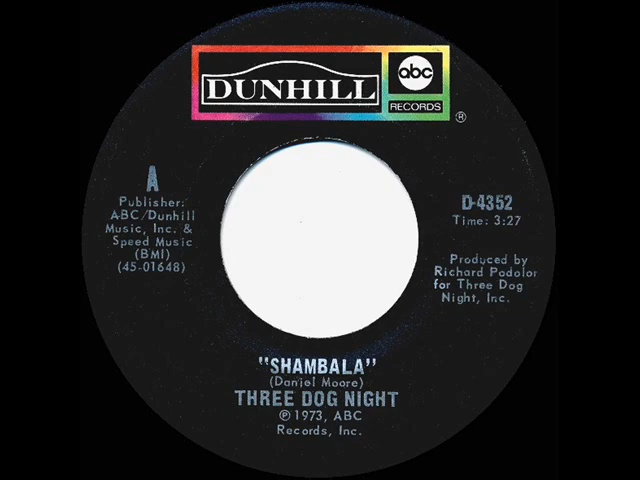 DUNHILL
abc
RECORDS
®
A
Publisher:
ABC/Dunhill
Music, Inc. &
Speed Music
(BMI)
(45-01648)
D-4352
Time: 3:27
Produced by
Richard Podolor
for Three Dog
Night, Inc.
"SHAMBALA"
(Daniel Moore)
THREE DOG NIGHT
℗ 1973, ABC
Records, Inc.